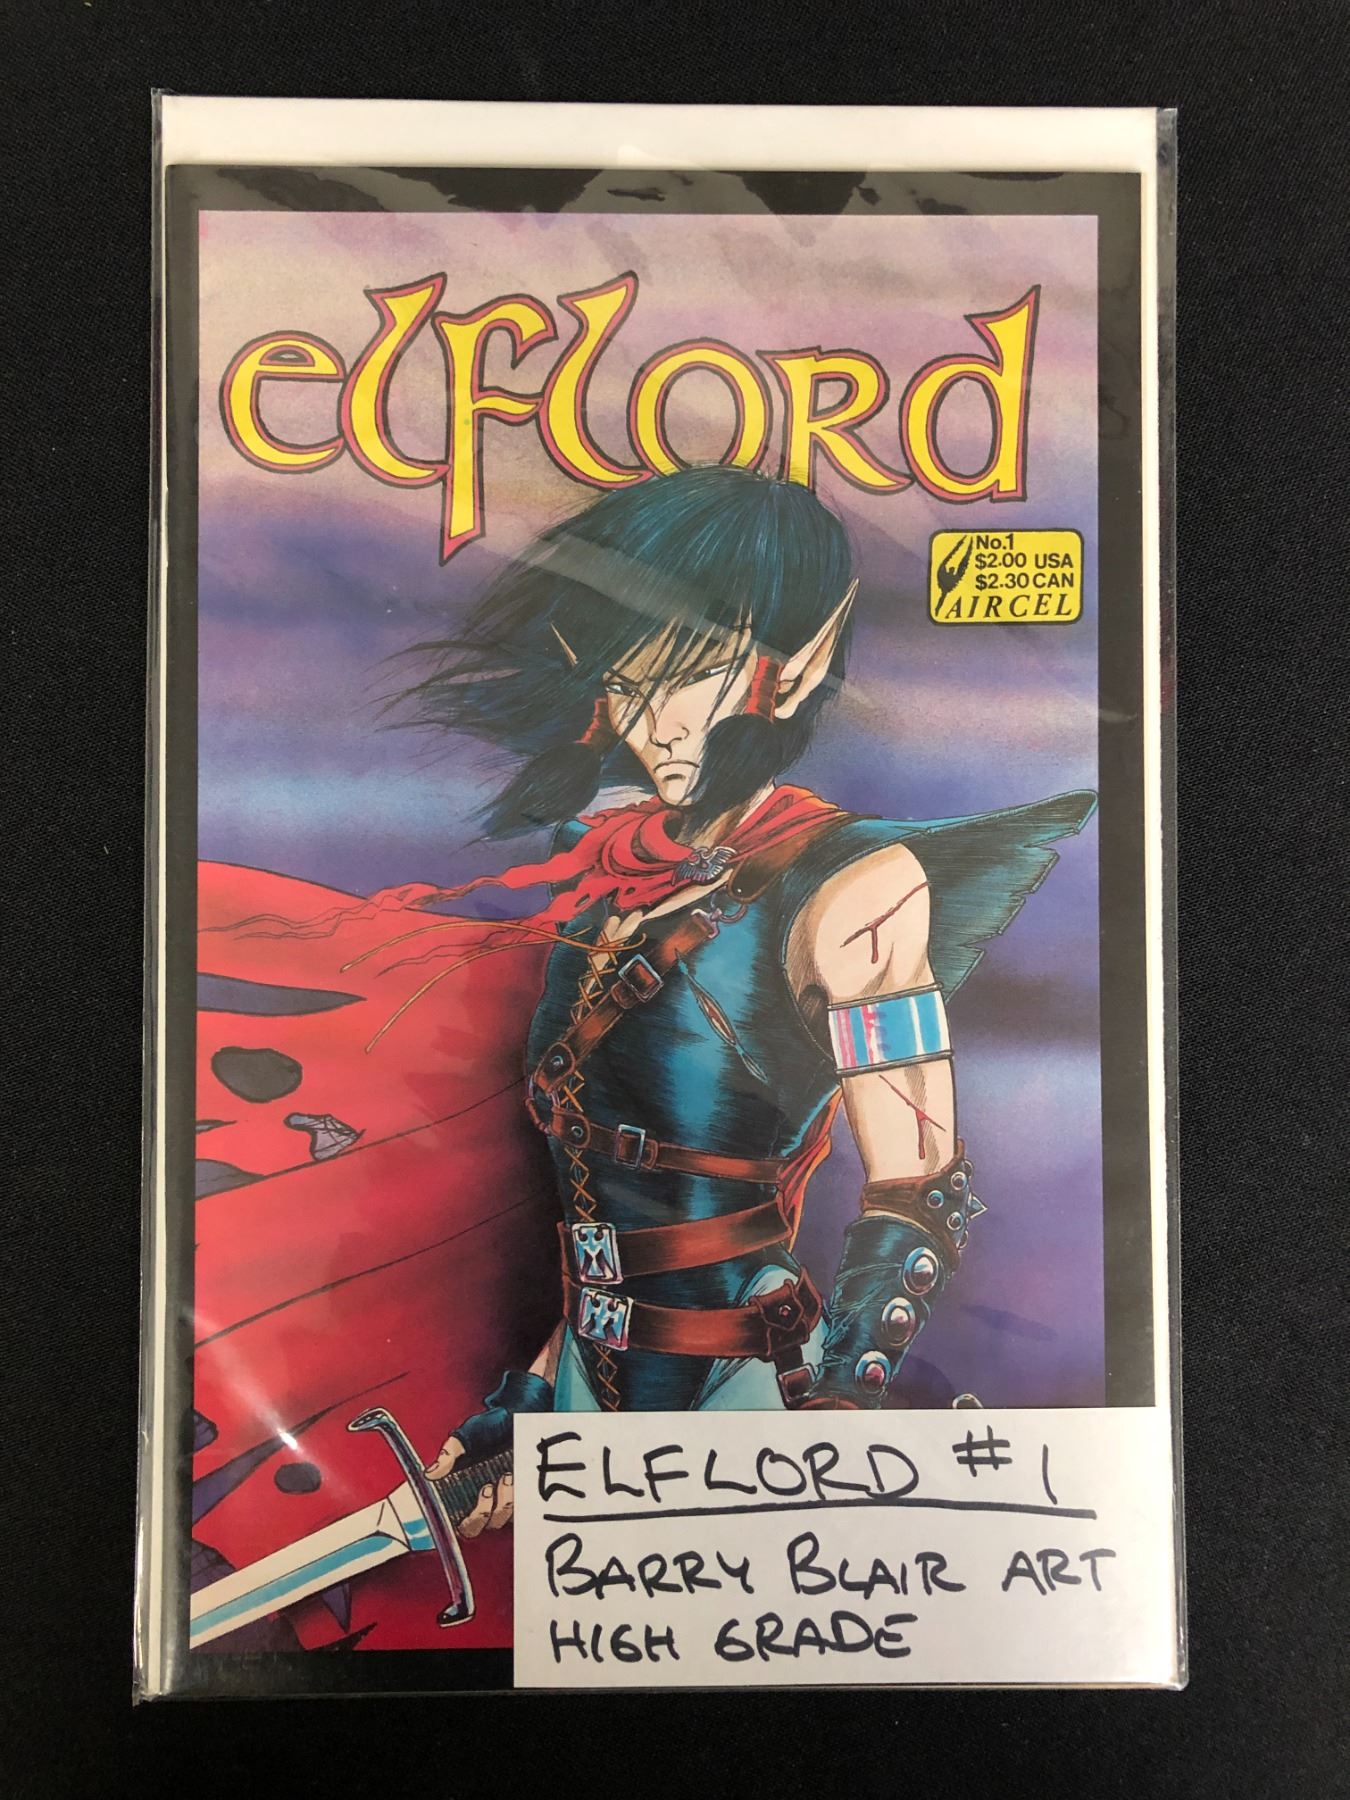 elflord
No.1
$2.00 USA
$2.30 CAN
AIRCEL
ELFLORD #1
BARRY BLAIR ART
HIGH GRADE